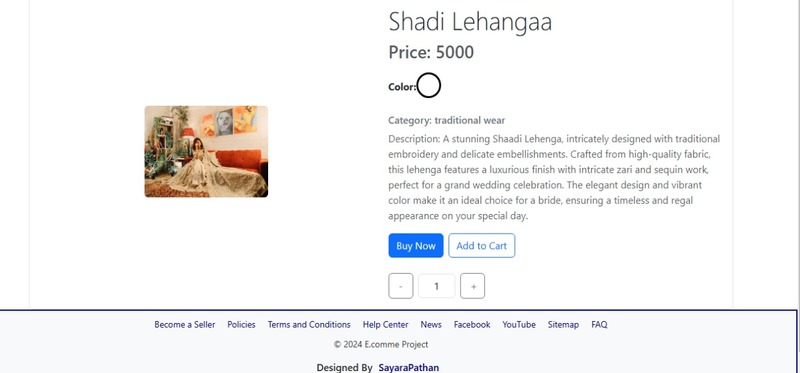 Shadi Lehangaa
Price: 5000
Color:
Category: traditional wear
Description: A stunning Shaadi Lehenga, intricately designed with traditional
embroidery and delicate embellishments. Crafted from high-quality fabric,
this lehenga features a luxurious finish with intricate zari and sequin work,
perfect for a grand wedding celebration. The elegant design and vibrant
color make it an ideal choice for a bride, ensuring a timeless and regal
appearance on your special day.
Buy Now Add to Cart
- 1 +
Become a Seller Policies Terms and Conditions Help Center News Facebook YouTube Sitemap FAQ
© 2024 E.comme Project
Designed By SayaraPathan